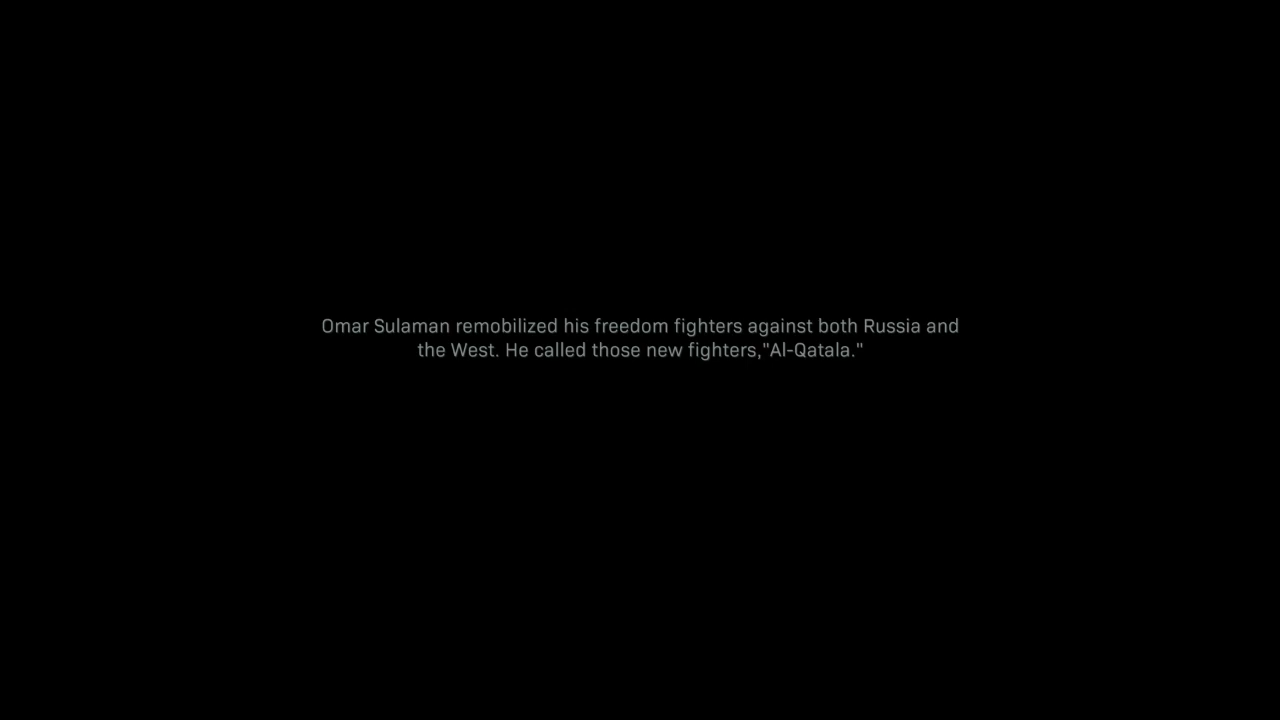 Omar Sulaman remobilized his freedom fighters against both Russia and
the West. He called those new fighters,"Al-Qatala."